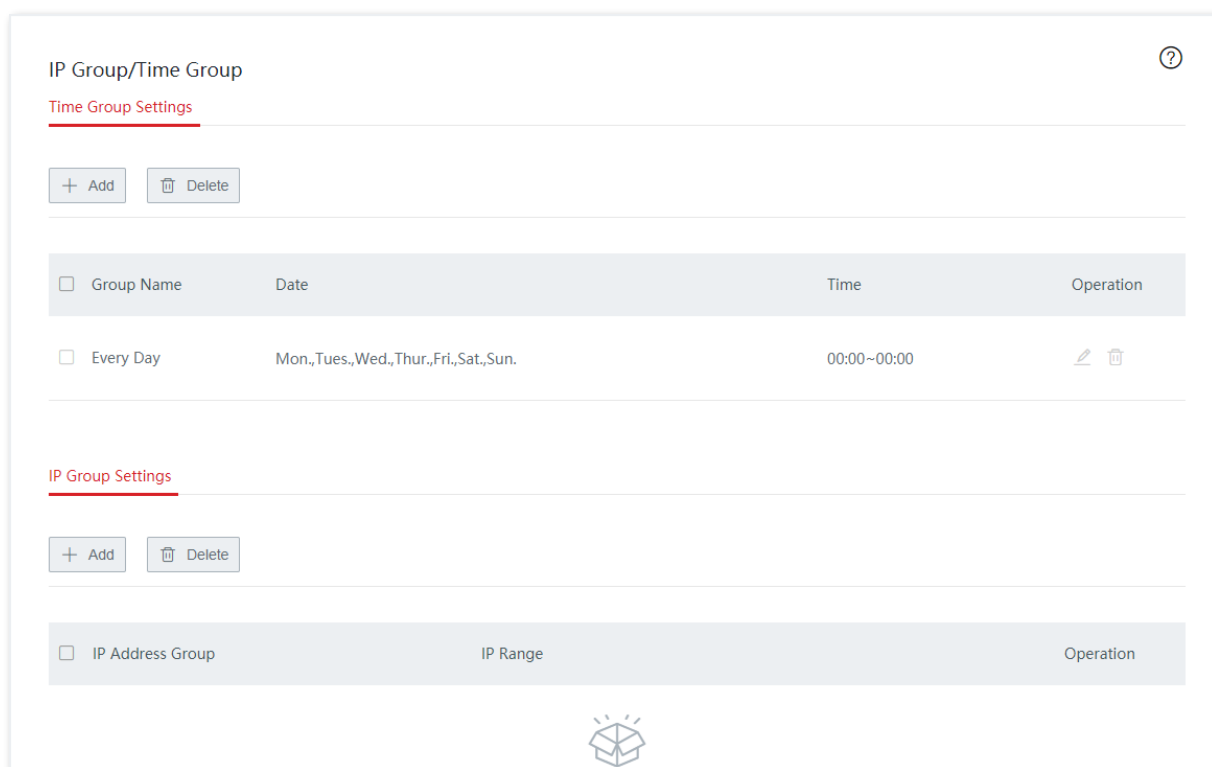 IP Group/Time Group
?
Time Group Settings
Add Delete
Group Name Date Time Operation
Every Day Mon.,Tues.,Wed.,Thur.,Fri.,Sat.,Sun. 00:00~00:00
IP Group Settings
Add Delete
IP Address Group IP Range Operation